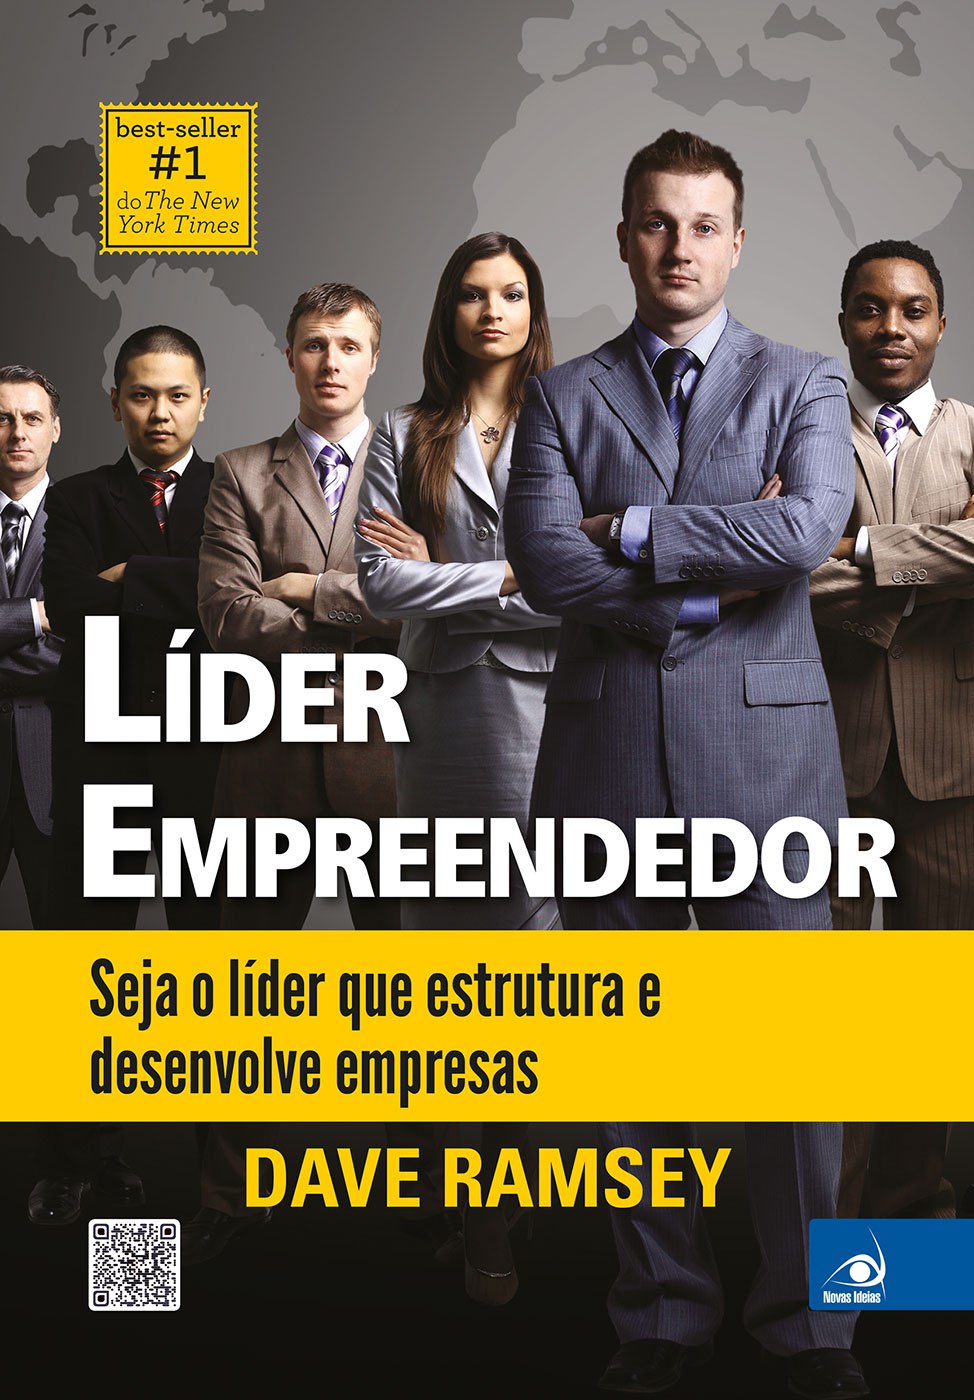 best-seller
#1
do The New
York Times
LÍDER
EMPREENDEDOR
Seja o líder que estrutura e
desenvolve empresas
DAVE RAMSEY
Novas Ideias